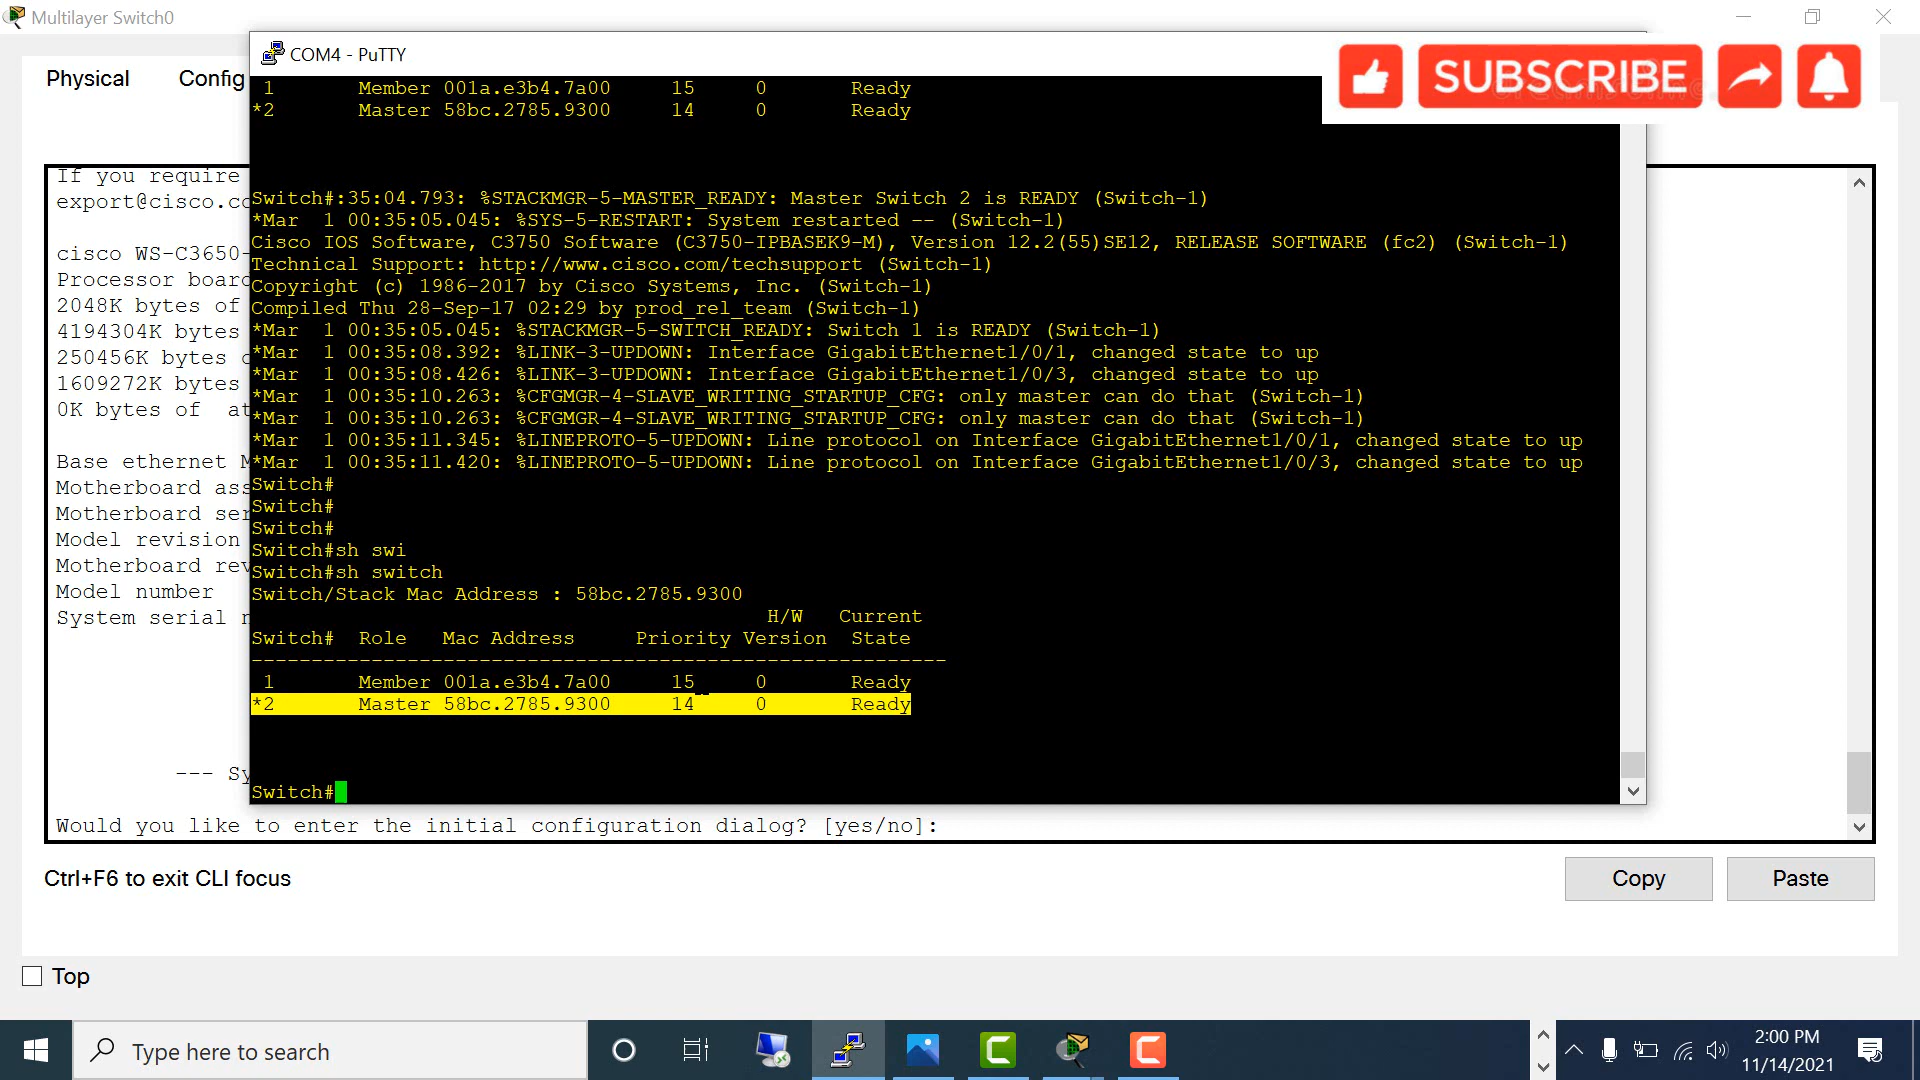 Multilayer Switch0
COM4 - PuTTY
SUBSCRIBE
Physical
Config
1 Member 001a.e3b4.7a00 15 0 Ready
*2 Master 58bc.2785.9300 14 0 Ready
Switch#:35:04.793: %STACKMGR-5-MASTER_READY: Master Switch 2 is READY (Switch-1)
*Mar 1 00:35:05.045: %SYS-5-RESTART: System restarted -- (Switch-1)
Cisco IOS Software, C3750 Software (C3750-IPBASEK9-M), Version 12.2(55)SE12, RELEASE SOFTWARE (fc2) (Switch-1)
Technical Support: http://www.cisco.com/techsupport (Switch-1)
Copyright (c) 1986-2017 by Cisco Systems, Inc. (Switch-1)
Compiled Thu 28-Sep-17 02:29 by prod_rel_team (Switch-1)
*Mar 1 00:35:05.045: %STACKMGR-5-SWITCH_READY: Switch 1 is READY (Switch-1)
*Mar 1 00:35:08.392: %LINK-3-UPDOWN: Interface GigabitEthernet1/0/1, changed state to up
*Mar 1 00:35:08.426: %LINK-3-UPDOWN: Interface GigabitEthernet1/0/3, changed state to up
*Mar 1 00:35:10.263: %CFGMGR-4-SLAVE_WRITING_STARTUP_CFG: only master can do that (Switch-1)
*Mar 1 00:35:10.263: %CFGMGR-4-SLAVE_WRITING_STARTUP_CFG: only master can do that (Switch-1)
*Mar 1 00:35:11.345: %LINEPROTO-5-UPDOWN: Line protocol on Interface GigabitEthernet1/0/1, changed state to up
*Mar 1 00:35:11.420: %LINEPROTO-5-UPDOWN: Line protocol on Interface GigabitEthernet1/0/3, changed state to up
Switch#
Switch#
Switch#
Switch#sh swi
Switch#sh switch
Switch/Stack Mac Address : 58bc.2785.9300
H/W Current
Switch# Role Mac Address Priority Version State
----------------------------------------------------------
1 Member 001a.e3b4.7a00 15 0 Ready
*2 Master 58bc.2785.9300 14 0 Ready
Switch#
If you require
export@cisco.co
cisco WS-C3650-
Processor board
2048K bytes of
4194304K bytes
250456K bytes
1609272K bytes
0K bytes of at
Base ethernet M
Motherboard ass
Motherboard ser
Model revision
Motherboard rev
Model number
System serial n
--- Sy
Would you like to enter the initial configuration dialog? [yes/no]:
Ctrl+F6 to exit CLI focus
Copy
Paste
Top
Type here to search
2:00 PM
11/14/2021